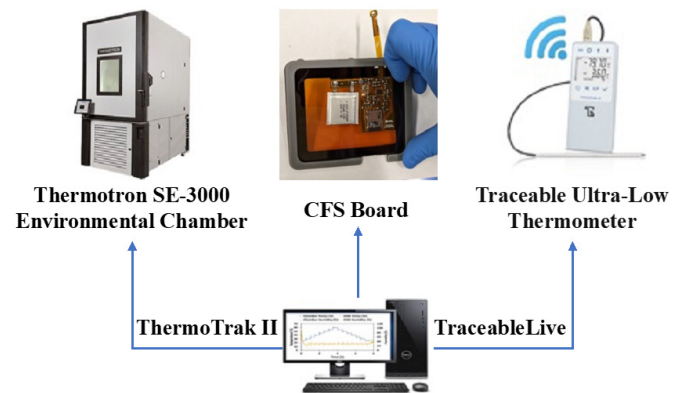 Thermotron SE-3000
Environmental Chamber
CFS Board
Traceable Ultra-Low
Thermometer
ThermoTrak II
TraceableLive